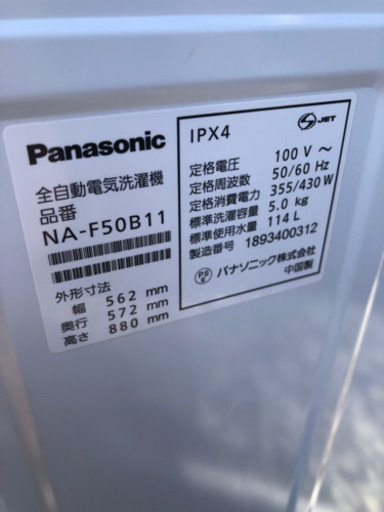 Panasonic
全自動電気洗濯機
品番
NA-F50B11
外形寸法
幅 562 mm
奥行 572 mm
高さ 880 mm
IPX4
S JET
定格電圧 100 V～
定格周波数 50/60 Hz
定格消費電力 355/430 W
標準洗濯容量 5.0 kg
標準使用水量 114 L
製造番号 1893400312
PS E パナソニック株式会社
中国製